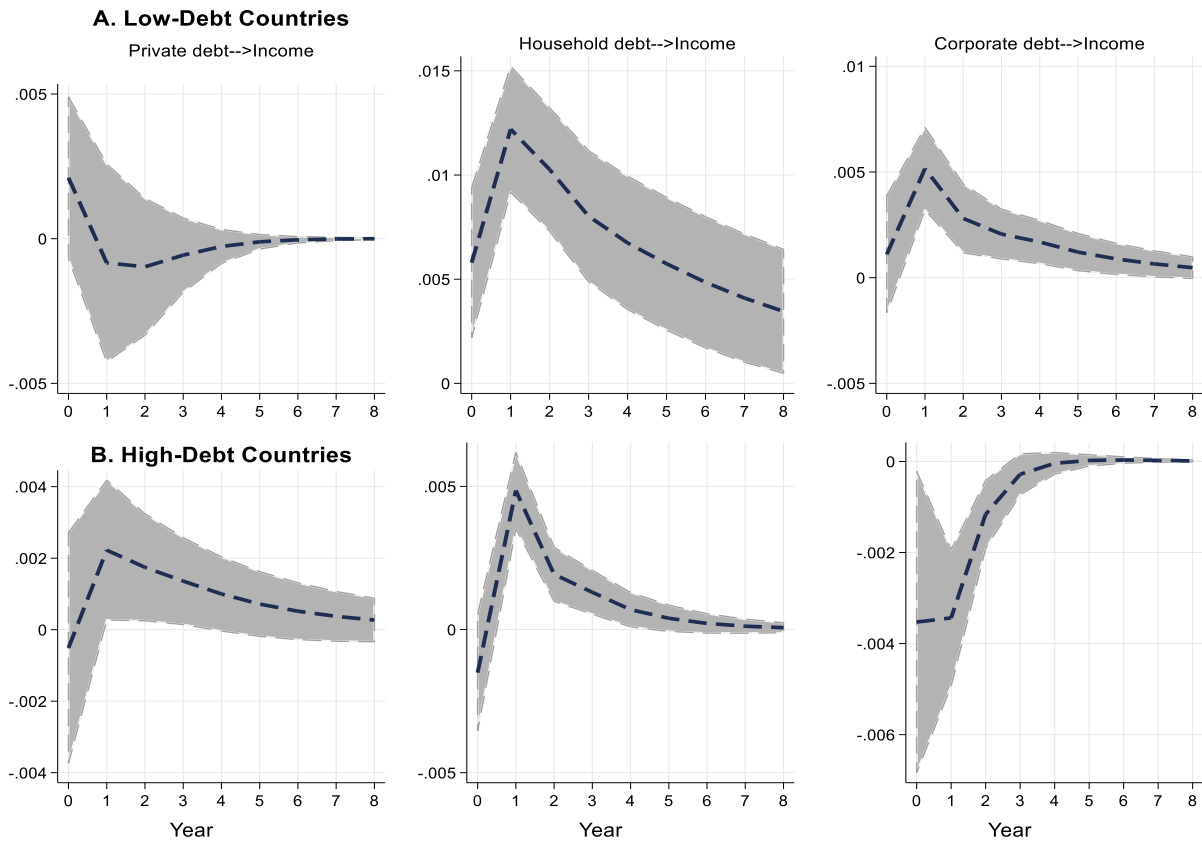 A. Low-Debt Countries
Private debt-->Income
Household debt-->Income
Corporate debt-->Income
.005
0
-.005
0 1 2 3 4 5 6 7 8
.015
.01
.005
0
0 1 2 3 4 5 6 7 8
.01
.005
0
-.005
0 1 2 3 4 5 6 7 8
B. High-Debt Countries
.004
.002
0
-.002
-.004
0 1 2 3 4 5 6 7 8
Year
.005
0
-.005
0 1 2 3 4 5 6 7 8
Year
0
-.002
-.004
-.006
0 1 2 3 4 5 6 7 8
Year